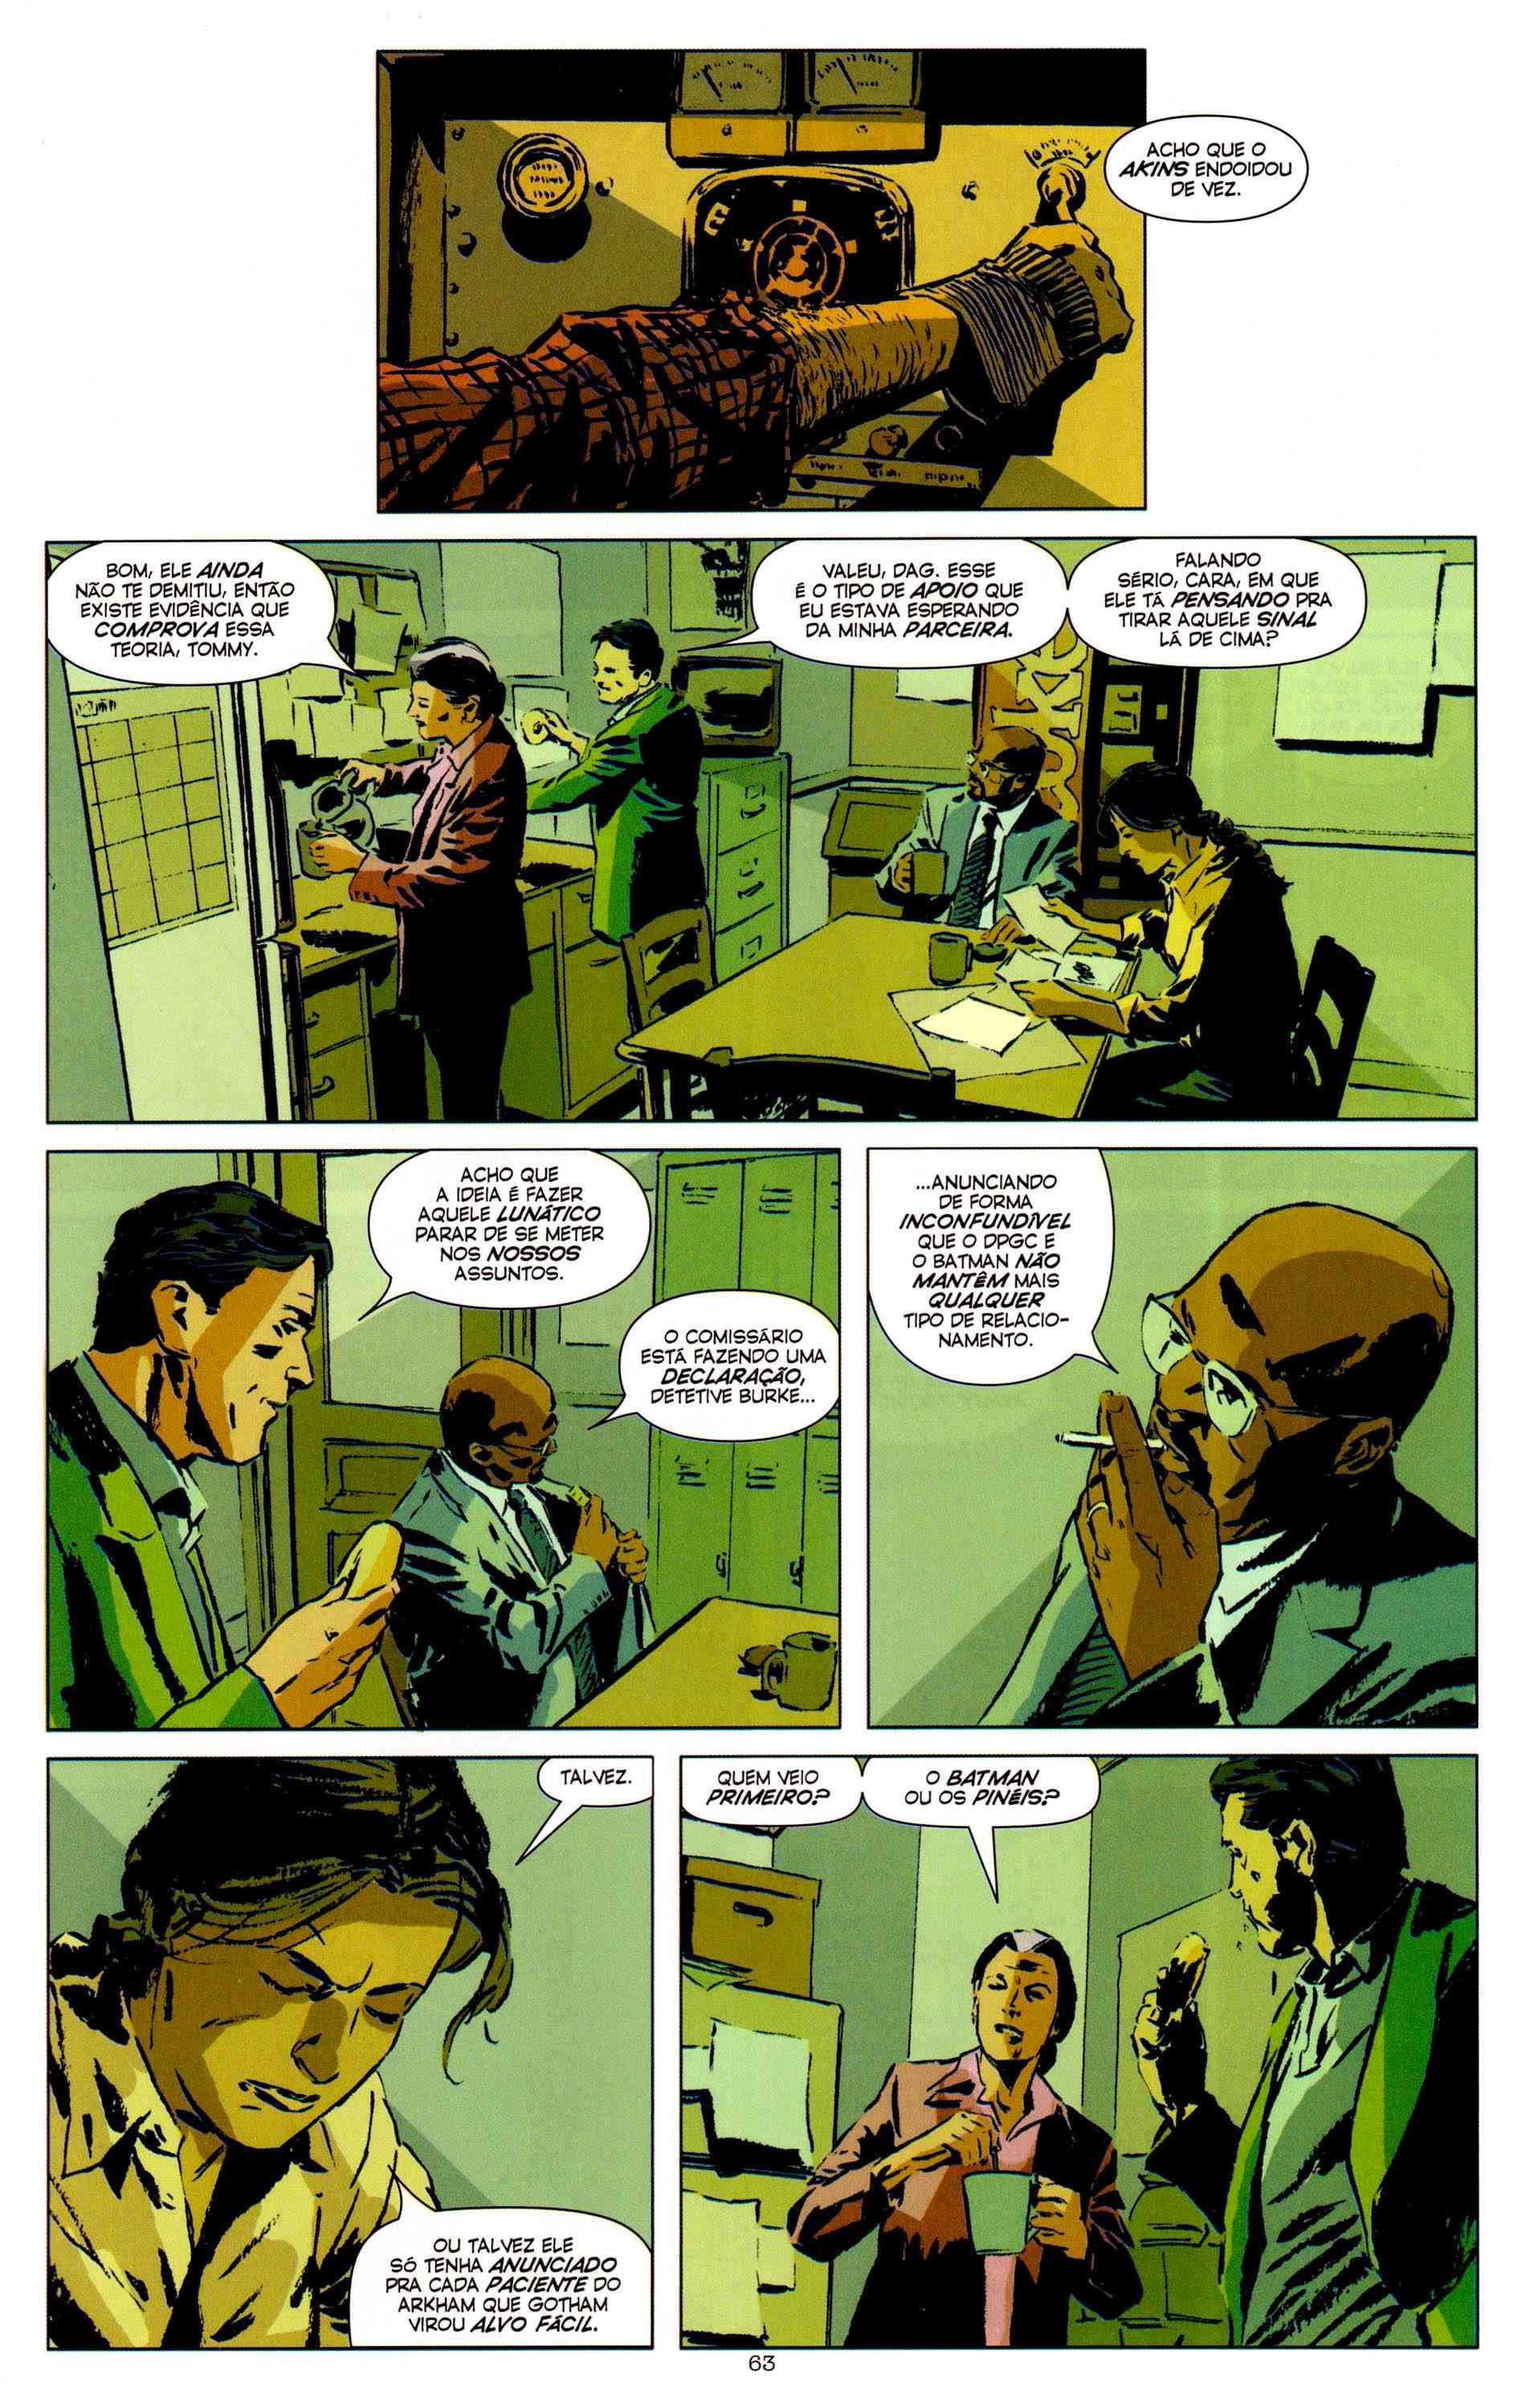 ACHO QUE O
AKINS ENDOIDOU
DE VEZ.
BOM, ELE AINDA
NÃO TE DEMITIU, ENTÃO
EXISTE EVIDÊNCIA QUE
COMPROVA ESSA
TEORIA, TOMMY.
VALEU, DAG. ESSE
É O TIPO DE APOIO QUE
EU ESTAVA ESPERANDO
DA MINHA PARCEIRA.
FALANDO
SÉRIO, CARA, EM QUE
ELE TÁ PENSANDO PRA
TIRAR AQUELE SINAL
LÁ DE CIMA?
ACHO QUE
A IDEIA É FAZER
AQUELE LUNÁTICO
PARAR DE SE METER
NOS NOSSOS
ASSUNTOS.
O COMISSÁRIO
ESTÁ FAZENDO UMA
DECLARAÇÃO,
DETETIVE BURKE...
...ANUNCIANDO
DE FORMA
INCONFUNDÍVEL
QUE O DPGC E
O BATMAN NÃO
MANTÊM MAIS
QUALQUER
TIPO DE RELACIO-
NAMENTO.
TALVEZ.
OU TALVEZ ELE
SÓ TENHA ANUNCIADO
PRA CADA PACIENTE DO
ARKHAM QUE GOTHAM
VIROU ALVO FÁCIL.
QUEM VEIO
PRIMEIRO?
O BATMAN
OU OS PINÉIS?
63